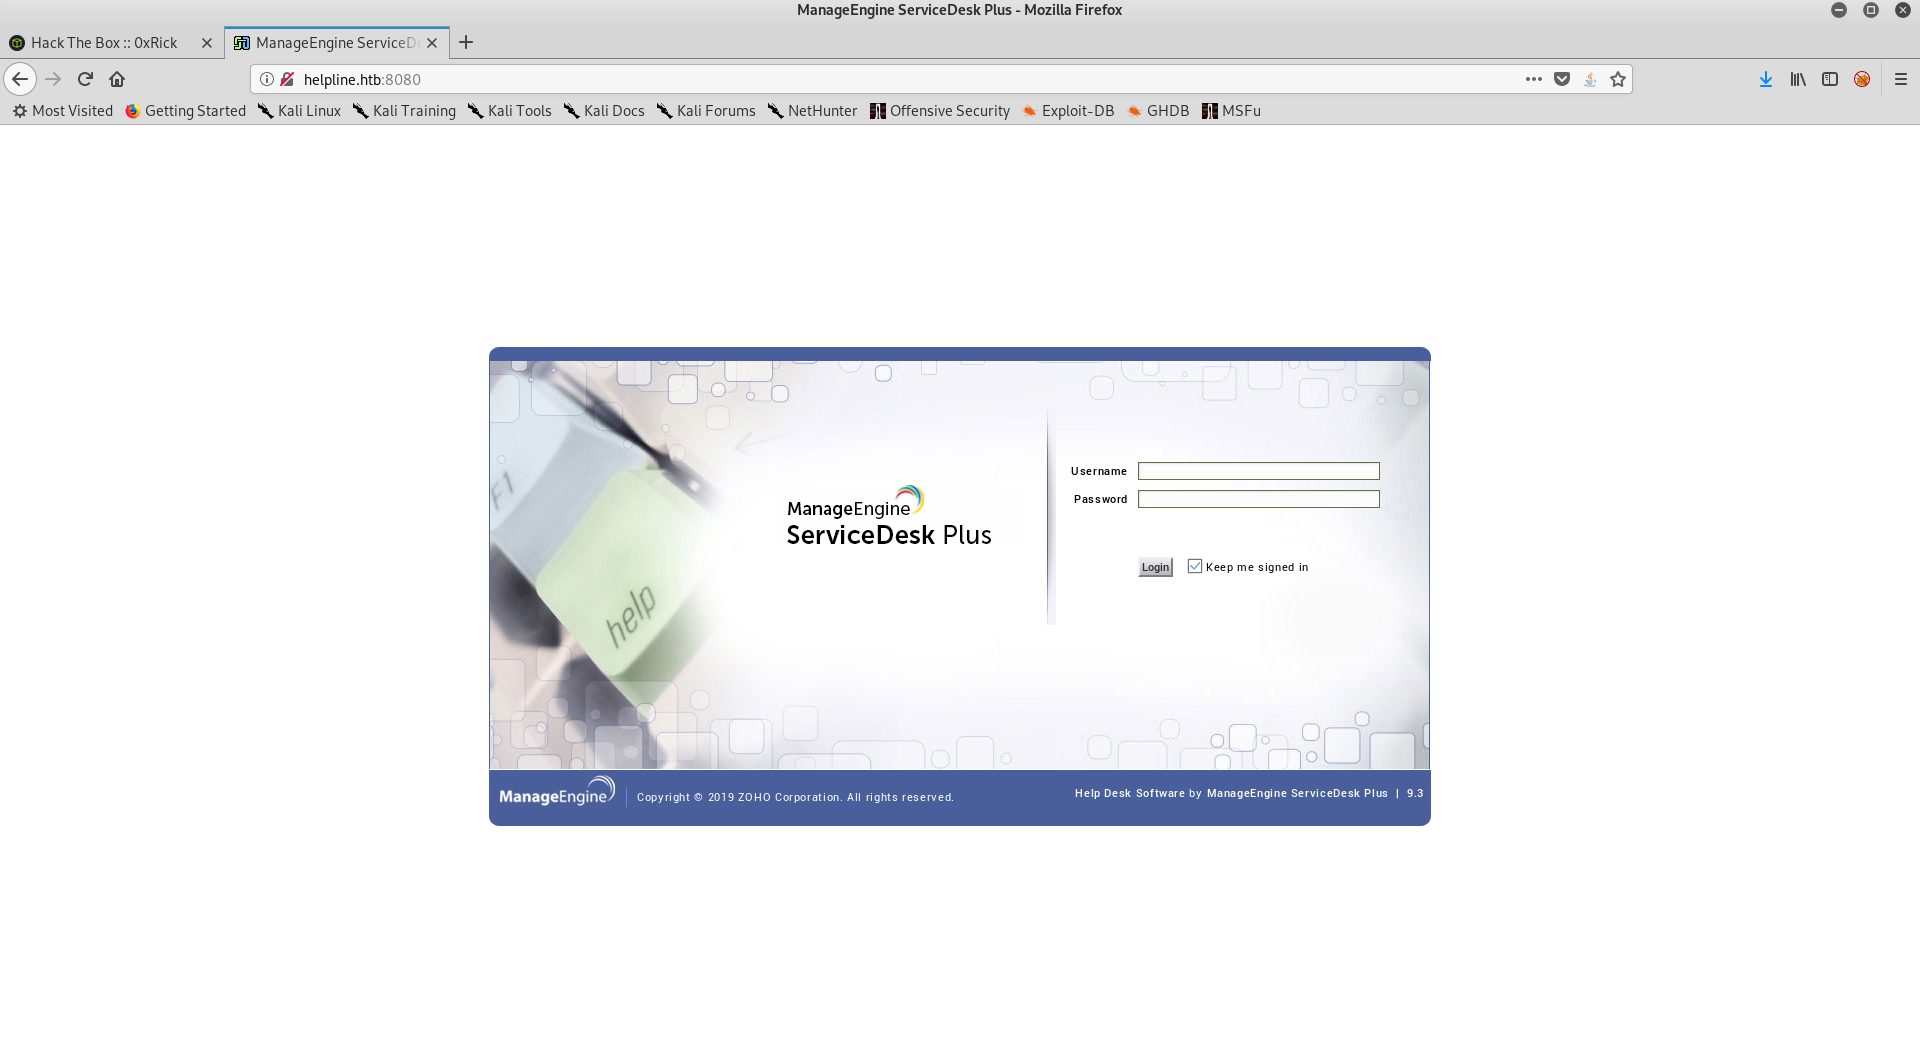 ManageEngine ServiceDesk Plus - Mozilla Firefox
Hack The Box :: 0xRick
ManageEngine ServiceD
helpline.htb:8080
Most Visited Getting Started Kali Linux Kali Training Kali Tools Kali Docs Kali Forums NetHunter Offensive Security Exploit-DB GHDB MSFu
F1
help
ManageEngine
ServiceDesk Plus
Username
Password
Login Keep me signed in
ManageEngine Copyright © 2019 ZOHO Corporation. All rights reserved. Help Desk Software by ManageEngine ServiceDesk Plus | 9.3